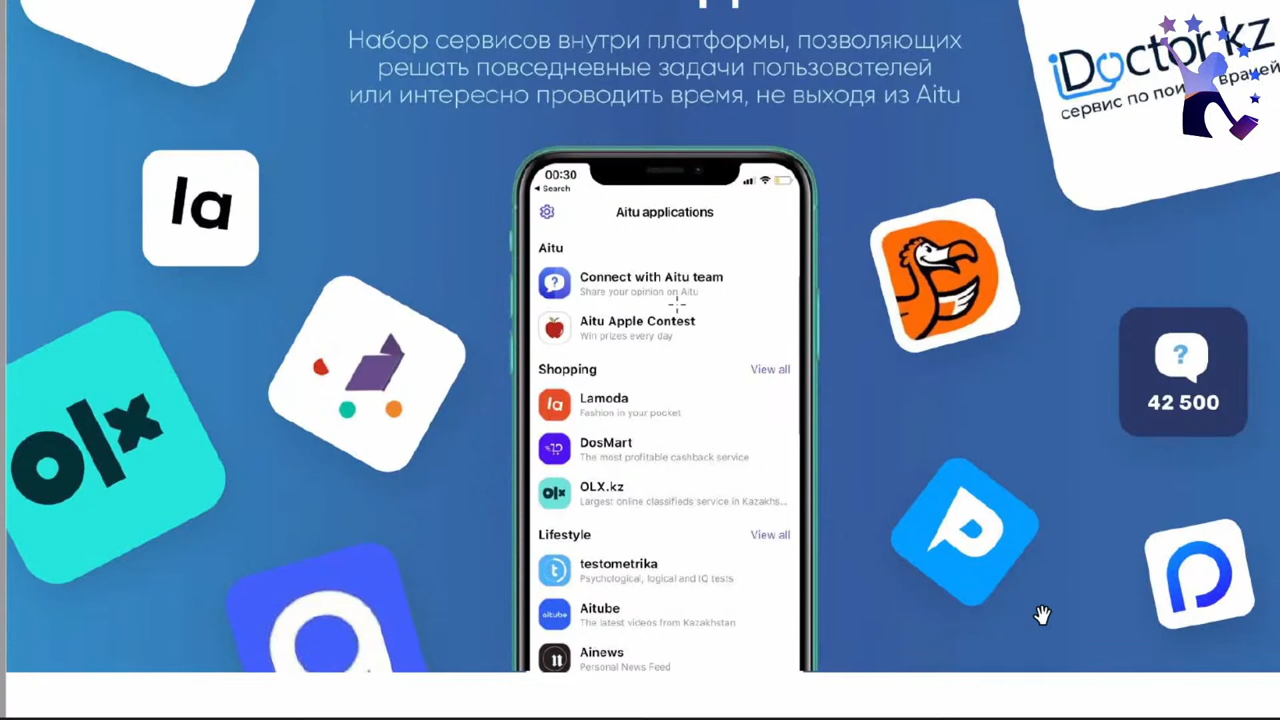 Набор сервисов внутри платформы, позволяющих
решать повседневные задачи пользователей
или интересно проводить время, не выходя из Aitu
iDoctor.kz
сервис по врачей
la
00:30
Search
Aitu applications
Aitu
Connect with Aitu team
Share your opinion on Aitu
Aitu Apple Contest
Win prizes every day
Shopping
View all
la
Lamoda
Fashion in your pocket
DosMart
The most profitable cashback service
olx
OLX.kz
Largest online classifieds service in Kazakhs...
Lifestyle
View all
testometrika
Psychological, logical and IQ tests
aitube
Aitube
The latest videos from Kazakhstan
Ainews
Personal News Feed
olx
?
42 500
P